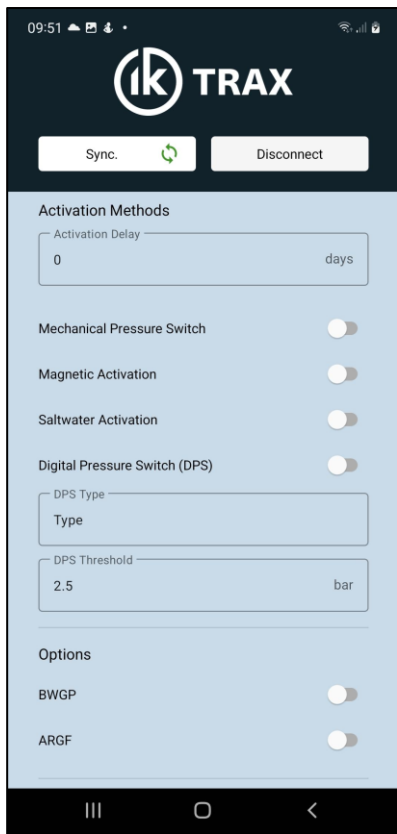 09:51
ik TRAX
Sync.
Disconnect
Activation Methods
Activation Delay
0 days
Mechanical Pressure Switch
Magnetic Activation
Saltwater Activation
Digital Pressure Switch (DPS)
DPS Type
Type
DPS Threshold
2.5 bar
Options
BWGP
ARGF